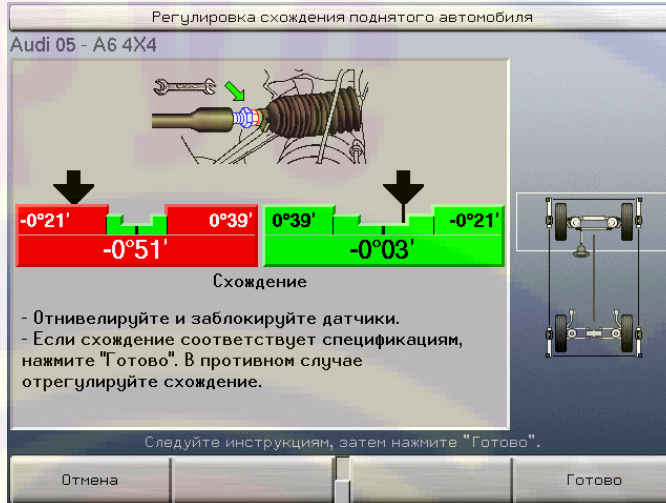 Регулировка схождения поднятого автомобиля
Audi 05 - A6 4X4
-0°21' 0°39' 0°39' -0°21'
-0°51' -0°03'
Схождение
- Отнивелируйте и заблокируйте датчики.
- Если схождение соответствует спецификациям,
нажмите "Готово". В противном случае
отрегулируйте схождение.
Следуйте инструкциям, затем нажмите "Готово".
Отмена Готово